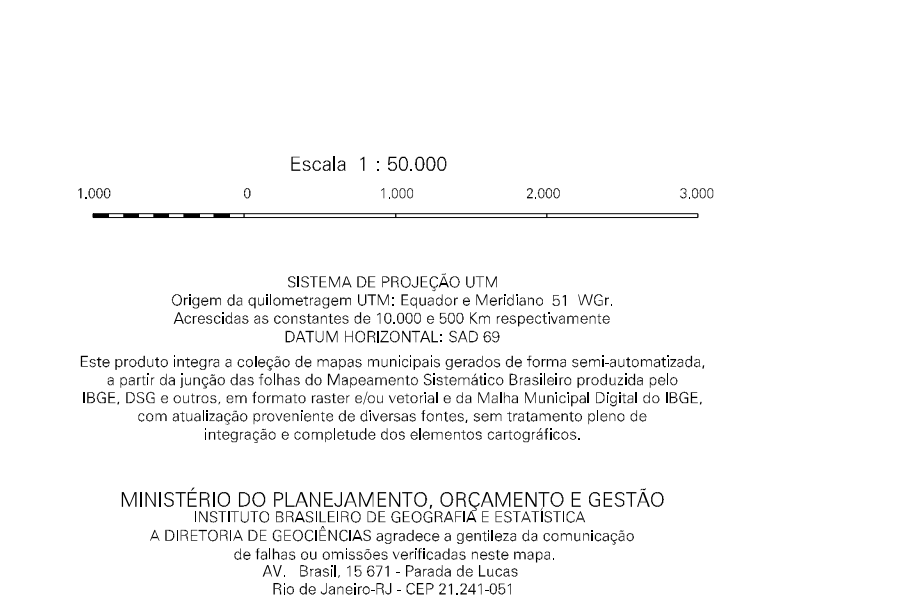 Escala 1 : 50.000
1.000 0 1.000 2.000 3.000
SISTEMA DE PROJEÇÃO UTM
Origem da quilometragem UTM: Equador e Meridiano 51 WGr.
Acrescidas as constantes de 10.000 e 500 Km respectivamente
DATUM HORIZONTAL: SAD 69
Este produto integra a coleção de mapas municipais gerados de forma semi-automatizada,
a partir da junção das folhas do Mapeamento Sistemático Brasileiro produzida pelo
IBGE, DSG e outros, em formato raster e/ou vetorial e da Malha Municipal Digital do IBGE,
com atualização proveniente de diversas fontes, sem tratamento pleno de
integração e completude dos elementos cartográficos.
MINISTÉRIO DO PLANEJAMENTO, ORÇAMENTO E GESTÃO
INSTITUTO BRASILEIRO DE GEOGRAFIA E ESTATÍSTICA
A DIRETORIA DE GEOCIÊNCIAS agradece a gentileza da comunicação
de falhas ou omissões verificadas neste mapa.
AV. Brasil, 15 671 - Parada de Lucas
Rio de Janeiro-RJ - CEP 21.241-051